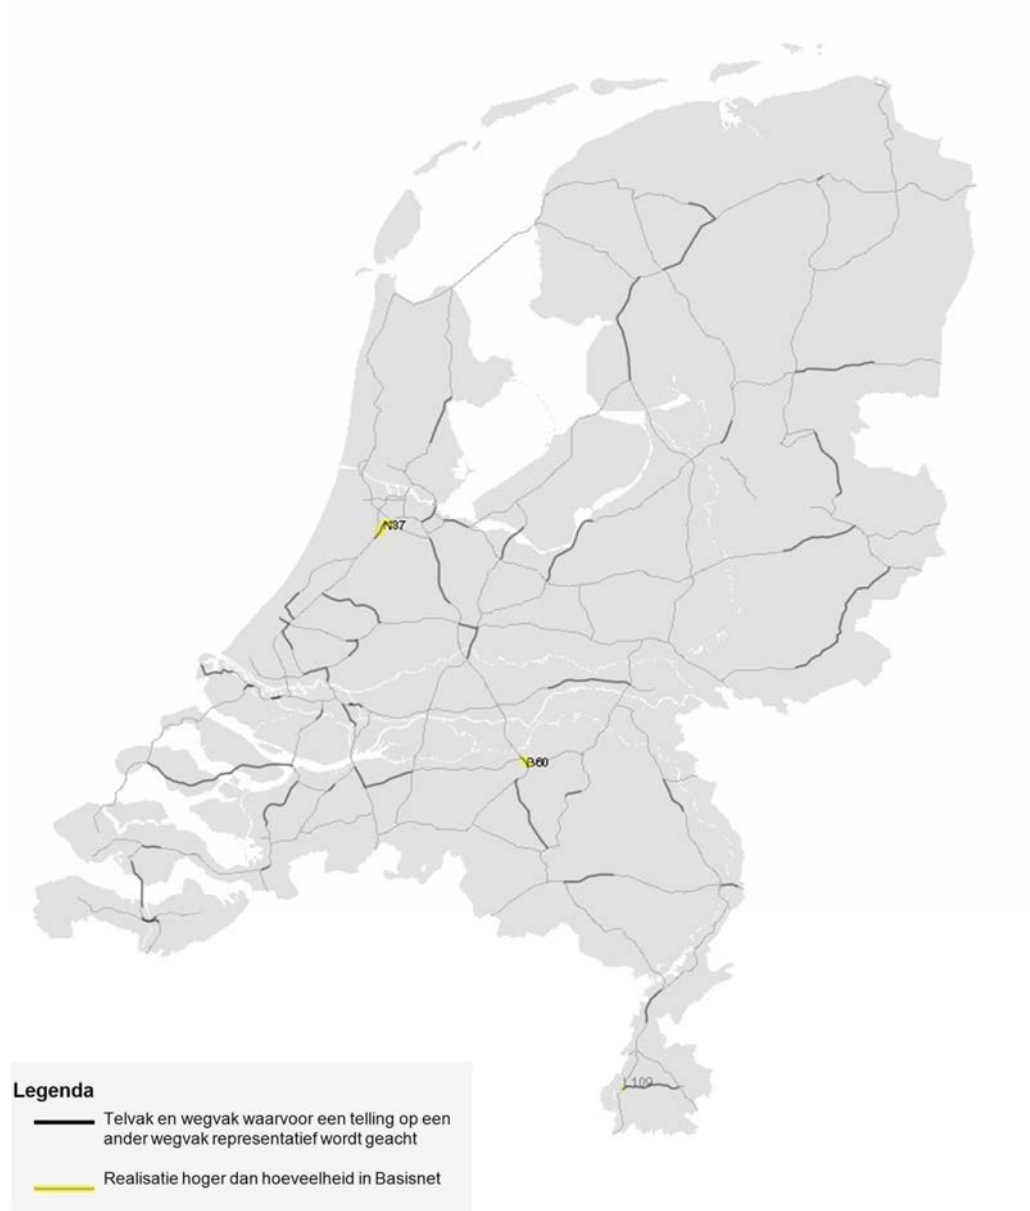 N37
B60
L109
Legenda
Telvak en wegvak waarvoor een telling op een
ander wegvak representatief wordt geacht
Realisatie hoger dan hoeveelheid in Basisnet